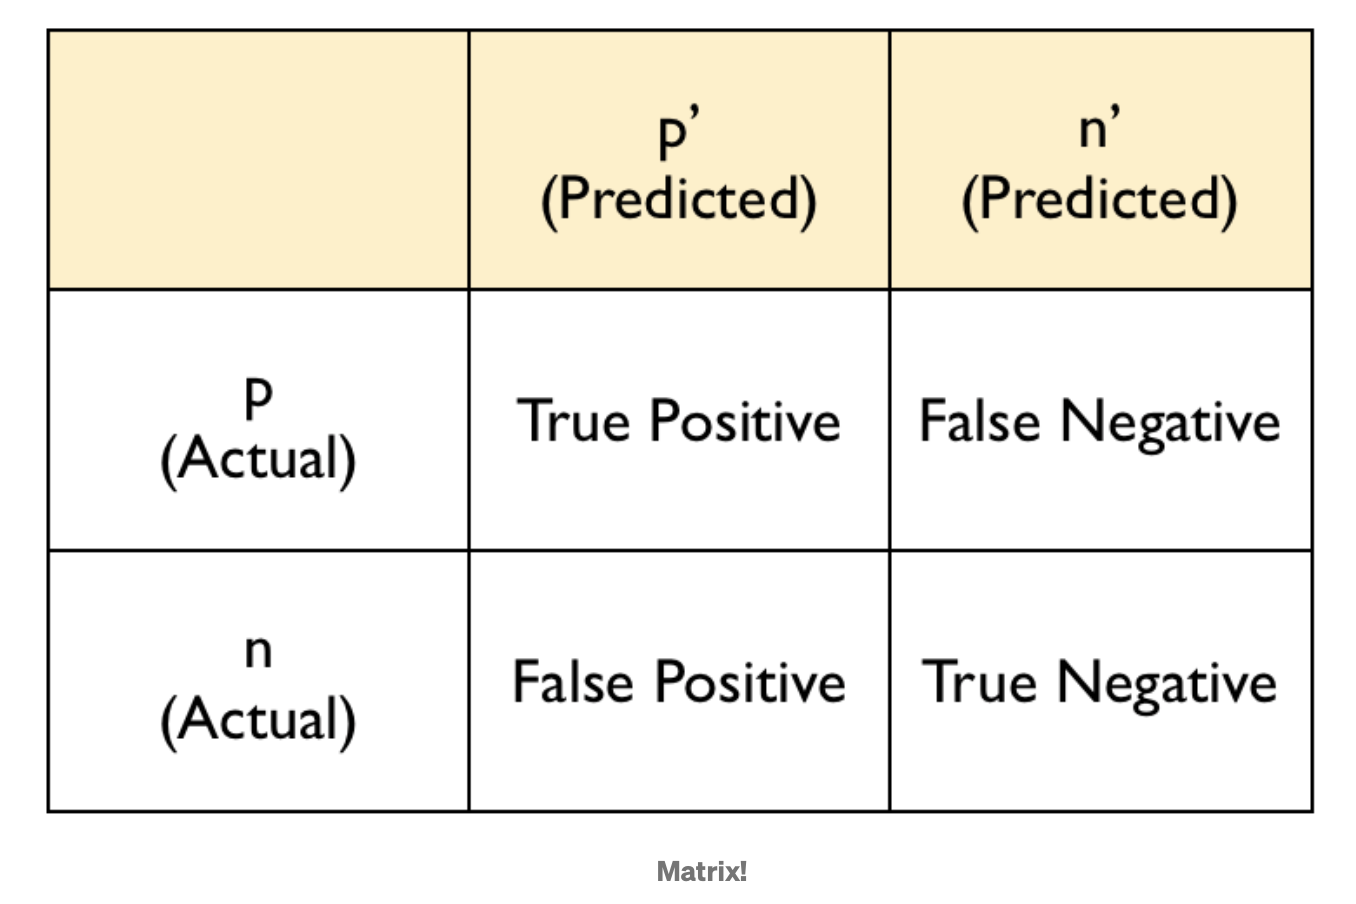 p’
(Predicted)
n’
(Predicted)
p
(Actual)
True Positive
False Negative
n
(Actual)
False Positive
True Negative
Matrix!